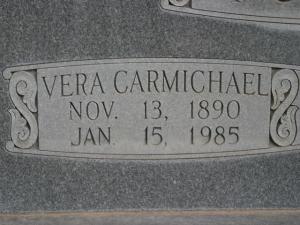 VERA CARMICHAEL
NOV. 13, 1890
JAN. 15, 1985